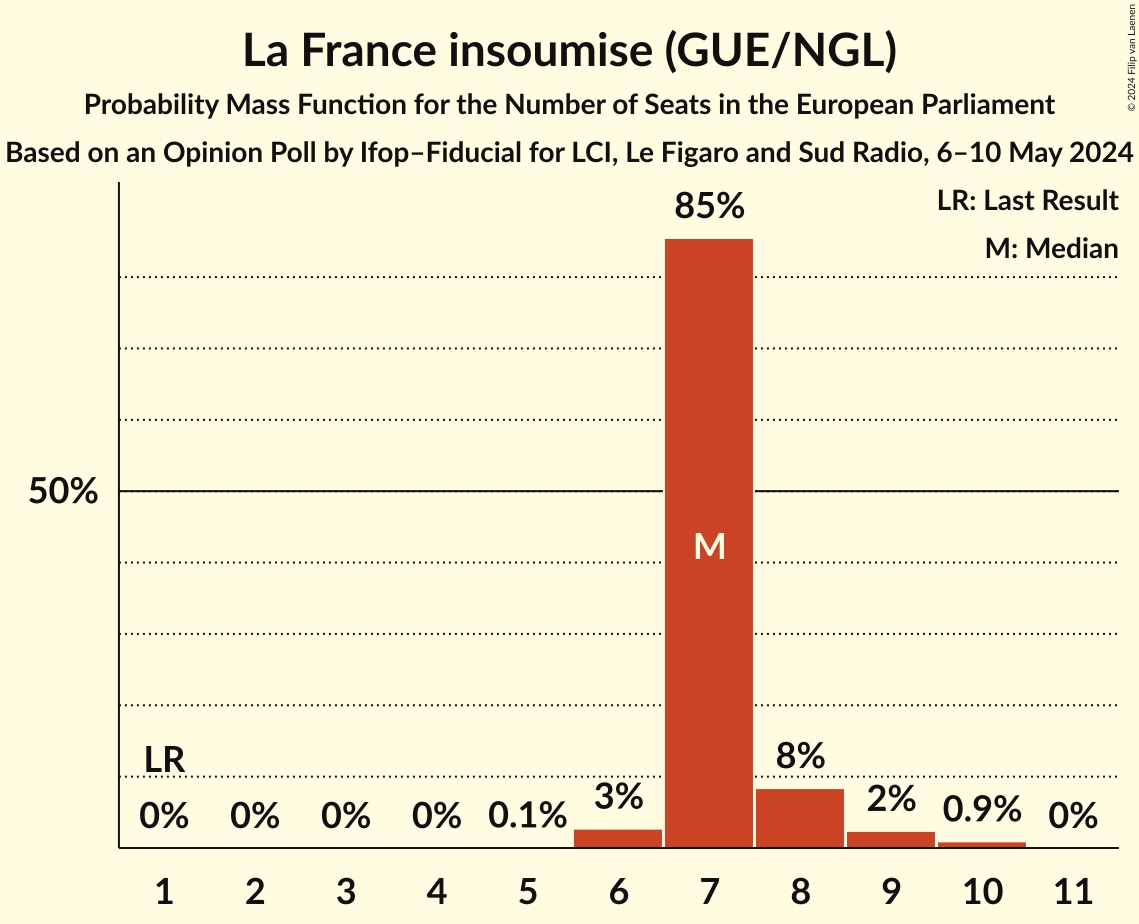 La France insoumise (GUE/NGL)
Probability Mass Function for the Number of Seats in the European Parliament
Based on an Opinion Poll by Ifop–Fiducial for LCI, Le Figaro and Sud Radio, 6–10 May 2024
© 2024 Filip van Laenen
LR: Last Result
M: Median
85%
50%
M
LR
0%
0%
0%
0%
0.1%
3%
8%
2%
0.9%
0%
1 2 3 4 5 6 7 8 9 10 11